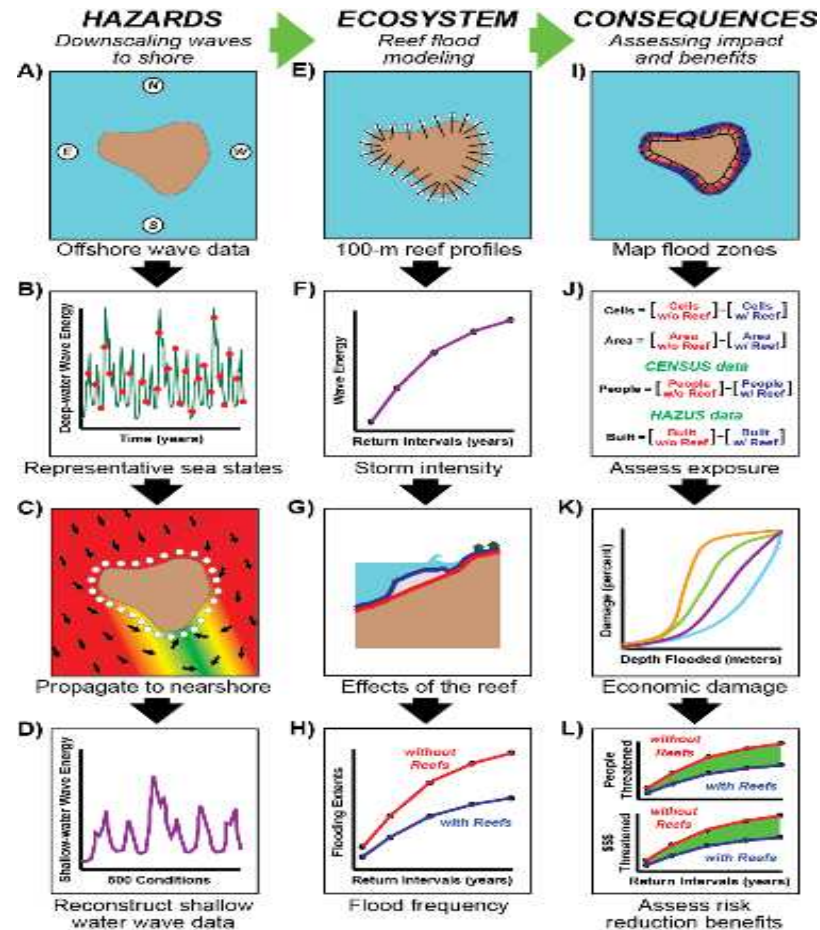 HAZARDS
Downscaling waves
to shore
ECOSYSTEM
Reef flood
modeling
CONSEQUENCES
Assessing impact
and benefits
A)
N
E
W
S
Offshore wave data
B)
Deep-water Wave Energy
Time (years)
Representative sea states
C)
Propagate to nearshore
D)
Shallow-water Wave Energy
500 Conditions
Reconstruct shallow
water wave data
E)
100-m reef profiles
F)
Wave Energy
Return Intervals (years)
Storm intensity
G)
Effects of the reef
H)
Flooding Extents
without
Reefs
with Reefs
Return Intervals (years)
Flood frequency
I)
Map flood zones
J)
Cells = [Cells w/o Reef] - [Cells w/ Reef]
Area = [Area w/o Reef] - [Area w/ Reef]
CENSUS data
People = [People w/o Reef] - [People w/ Reef]
HAZUS data
Built = [Built w/o Reef] - [Built w/ Reef]
Assess exposure
K)
Damage (percent)
Depth Flooded (meters)
Economic damage
L)
People
Threatened
without
Reefs
with Reefs
$$$
Threatened
without
Reefs
with Reefs
Return Intervals (years)
Assess risk
reduction benefits